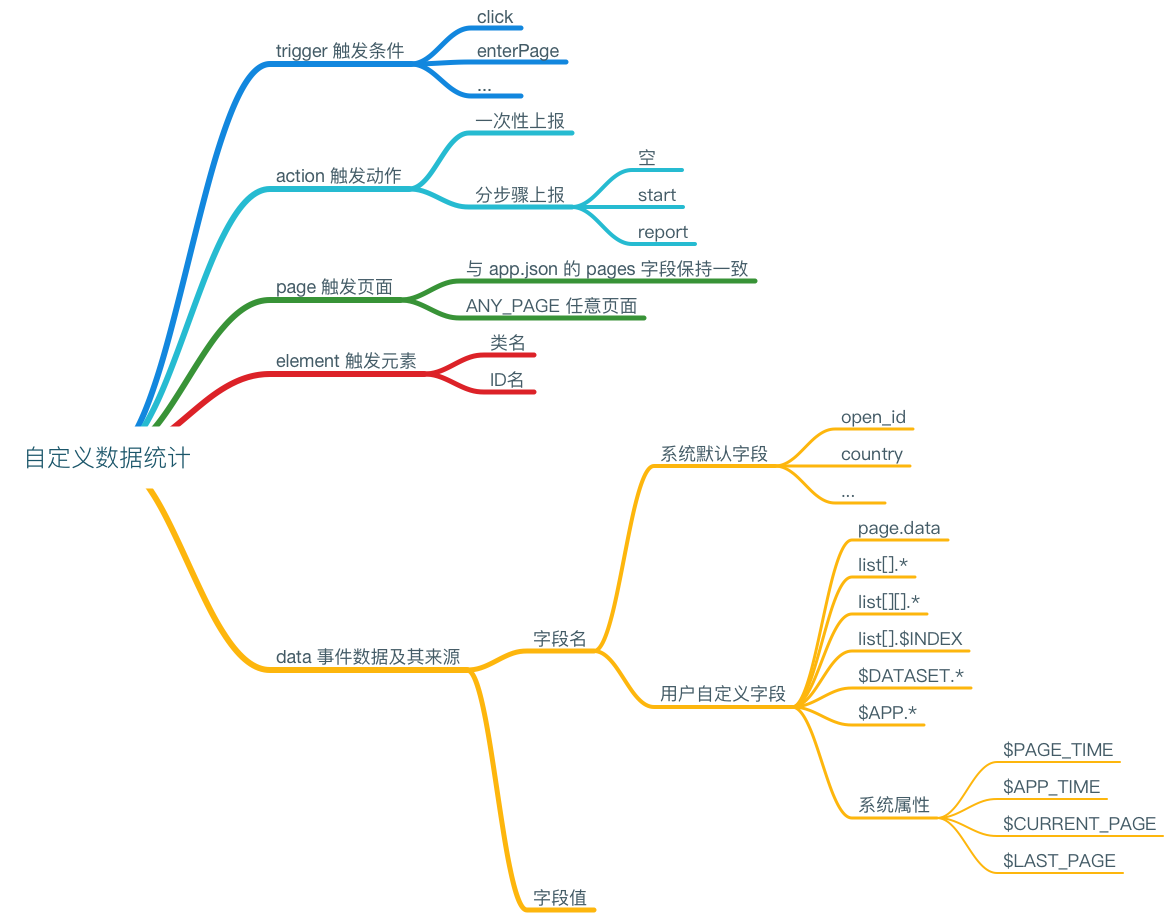 click
trigger 触发条件
enterPage
...
一次性上报
action 触发动作
空
分步骤上报
start
report
与 app.json 的 pages 字段保持一致
page 触发页面
ANY_PAGE 任意页面
类名
element 触发元素
ID名
自定义数据统计
open_id
系统默认字段
country
...
page.data
list[].*
list[][].*
字段名
list[].$INDEX
data 事件数据及其来源
$DATASET.*
用户自定义字段
$APP.*
$PAGE_TIME
$APP_TIME
系统属性
$CURRENT_PAGE
$LAST_PAGE
字段值